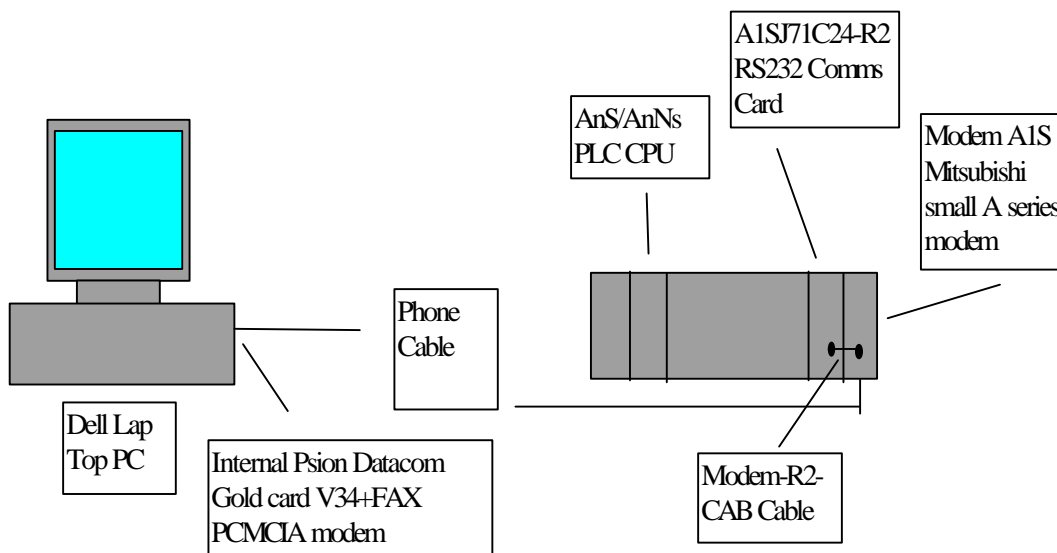 A1SJ71C24-R2
RS232 Comms
Card
AnS/AnNs
PLC CPU
Modem A1S
Mitsubishi
small A series
modem
Phone
Cable
Dell Lap
Top PC
Internal Psion Datacom
Gold card V34+FAX
PCMCIA modem
Modem-R2-
CAB Cable